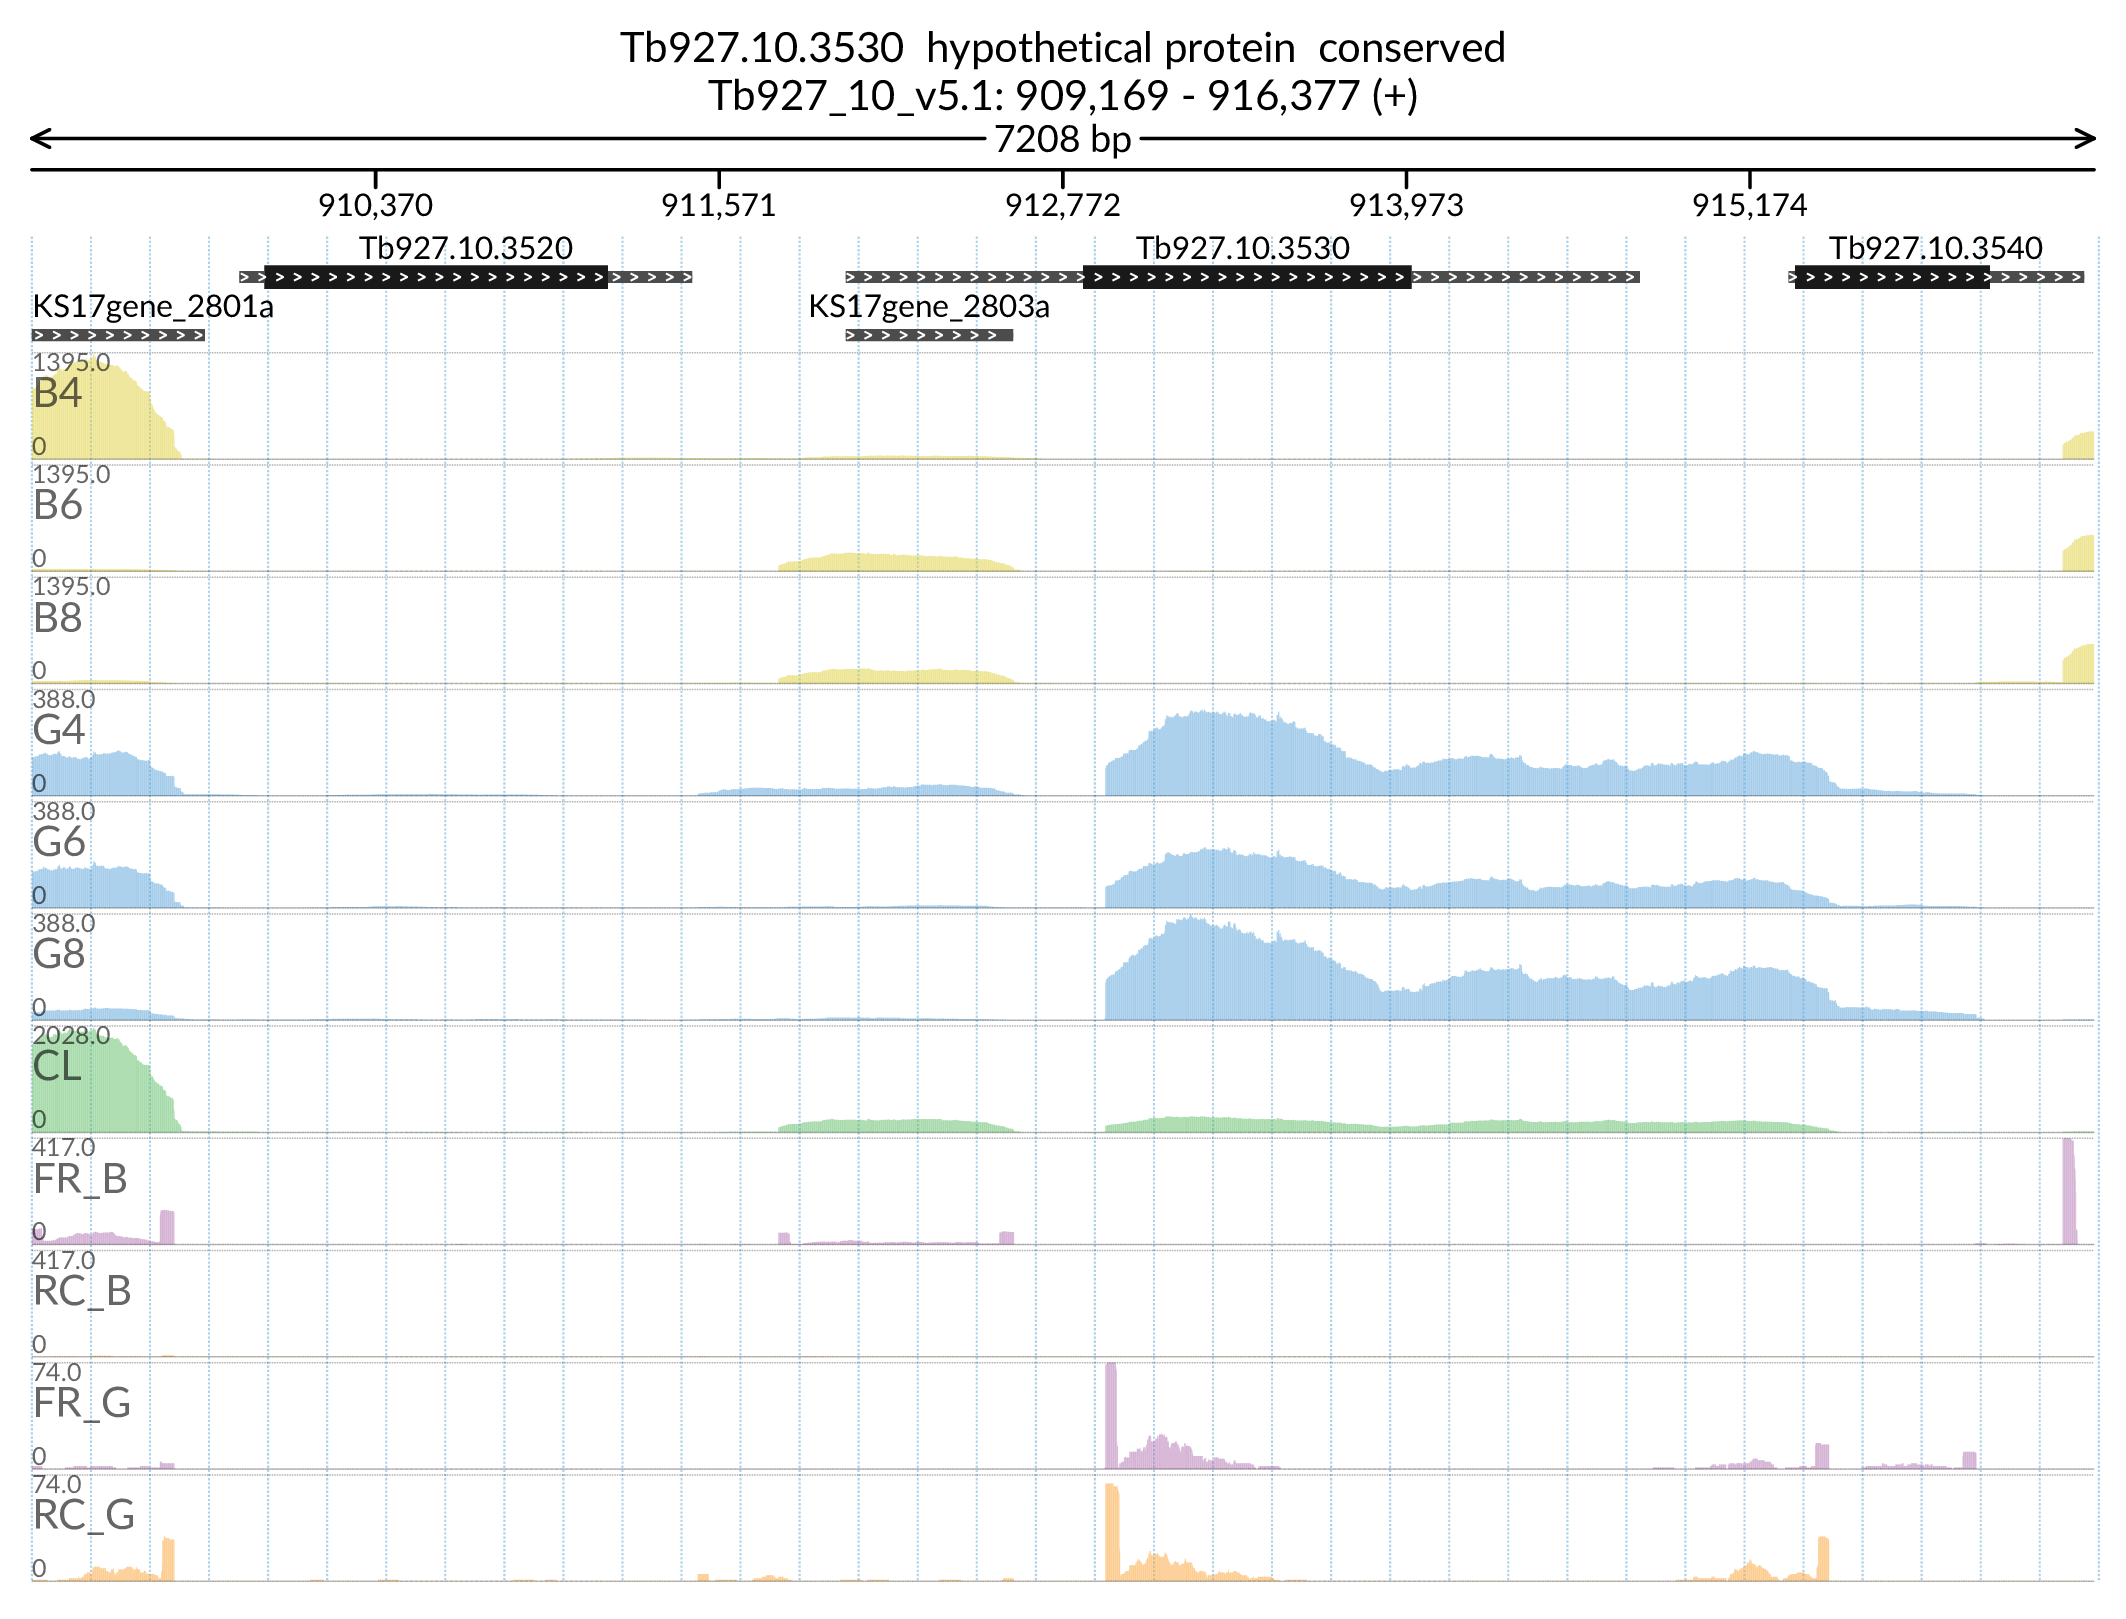 Tb927.10.3530 hypothetical protein conserved
Tb927_10_v5.1: 909,169 - 916,377 (+)
7208 bp
910,370 911,571 912,772 913,973 915,174
Tb927.10.3520 Tb927.10.3530 Tb927.10.3540
KS17gene_2801a KS17gene_2803a
1395.0
B4
0
1395.0
B6
0
1395.0
B8
0
388.0
G4
0
388.0
G6
0
388.0
G8
0
2028.0
CL
0
417.0
FR_B
0
417.0
RC_B
0
74.0
FR_G
0
74.0
RC_G
0